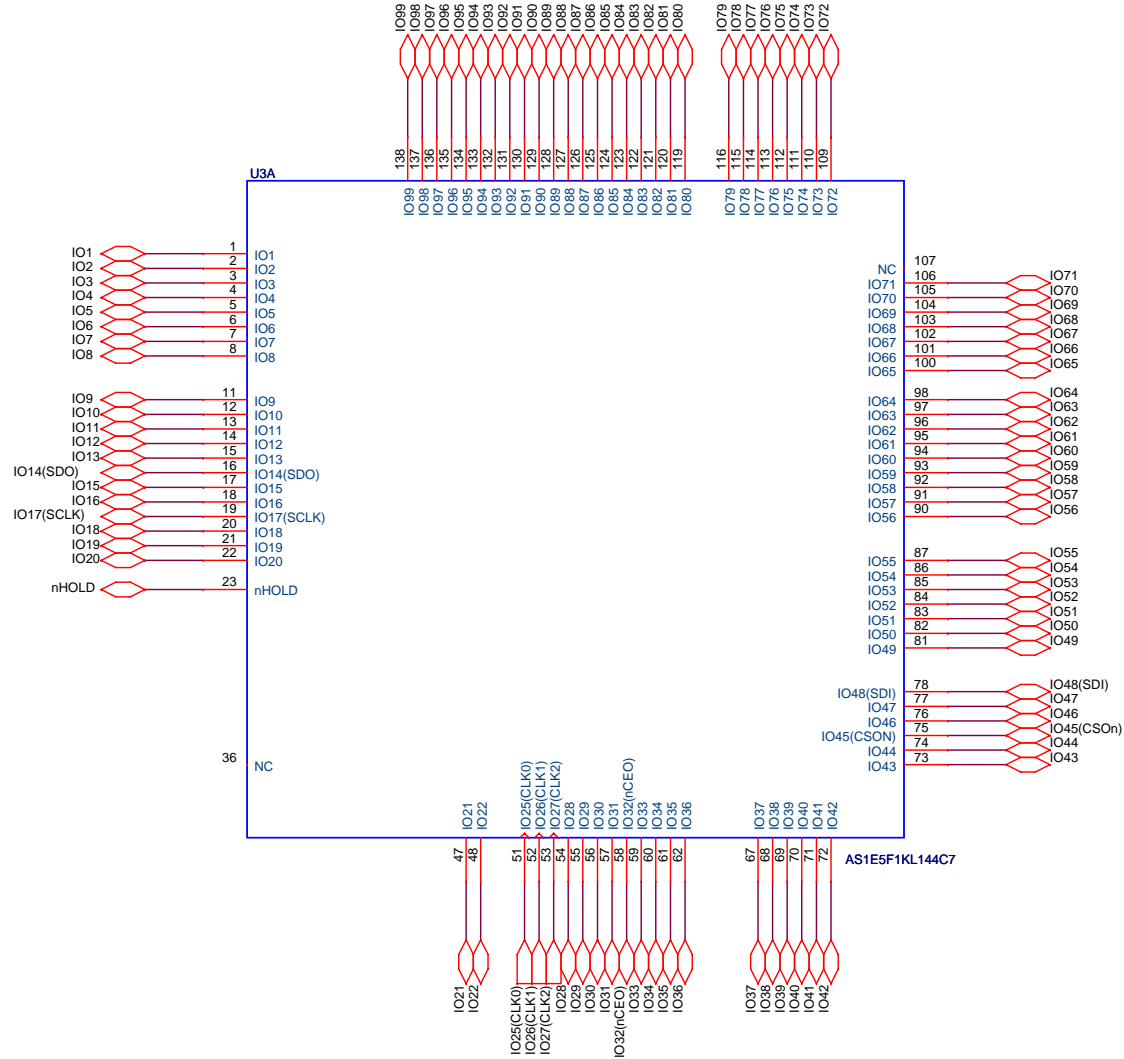 IO99 IO98 IO97 IO96 IO95 IO94 IO93 IO92 IO91 IO90 IO89 IO88 IO87 IO86 IO85 IO84 IO83 IO82 IO81 IO80 IO79 IO78 IO77 IO76 IO75 IO74 IO73 IO72
138 137 136 135 134 133 132 131 130 129 128 127 126 125 124 123 122 121 120 119 116 115 114 113 112 111 110 109
U3A
IO99 IO98 IO97 IO96 IO95 IO94 IO93 IO92 IO91 IO90 IO89 IO88 IO87 IO86 IO85 IO84 IO83 IO82 IO81 IO80 IO79 IO78 IO77 IO76 IO75 IO74 IO73 IO72
IO1 1 IO1
IO2 2 IO2
IO3 3 IO3
IO4 4 IO4
IO5 5 IO5
IO6 6 IO6
IO7 7 IO7
IO8 8 IO8
IO9 11 IO9
IO10 12 IO10
IO11 13 IO11
IO12 14 IO12
IO13 15 IO13
IO14(SDO) 16 IO14(SDO)
IO15 17 IO15
IO16 18 IO16
IO17(SCLK) 19 IO17(SCLK)
IO18 20 IO18
IO19 21 IO19
IO20 22 IO20
nHOLD 23 nHOLD
36 NC
NC 107
IO71 106 IO71
IO70 105 IO70
IO69 104 IO69
IO68 103 IO68
IO67 102 IO67
IO66 101 IO66
IO65 100 IO65
IO64 98 IO64
IO63 97 IO63
IO62 96 IO62
IO61 95 IO61
IO60 94 IO60
IO59 93 IO59
IO58 92 IO58
IO57 91 IO57
IO56 90 IO56
IO55 87 IO55
IO54 86 IO54
IO53 85 IO53
IO52 84 IO52
IO51 83 IO51
IO50 82 IO50
IO49 81 IO49
IO48(SDI) 78 IO48(SDI)
IO47 77 IO47
IO46 76 IO46
IO45(CSON) 75 IO45(CSOn)
IO44 74 IO44
IO43 73 IO43
IO21 IO22 IO25(CLK0) IO26(CLK1) IO27(CLK2) IO28 IO29 IO30 IO31 IO32(nCEO) IO33 IO34 IO35 IO36 IO37 IO38 IO39 IO40 IO41 IO42
47 48 51 52 53 54 55 56 57 58 59 60 61 62 67 68 69 70 71 72
AS1E5F1KL144C7
IO21 IO22 IO25(CLK0) IO26(CLK1) IO27(CLK2) IO28 IO29 IO30 IO31 IO32(nCEO) IO33 IO34 IO35 IO36 IO37 IO38 IO39 IO40 IO41 IO42